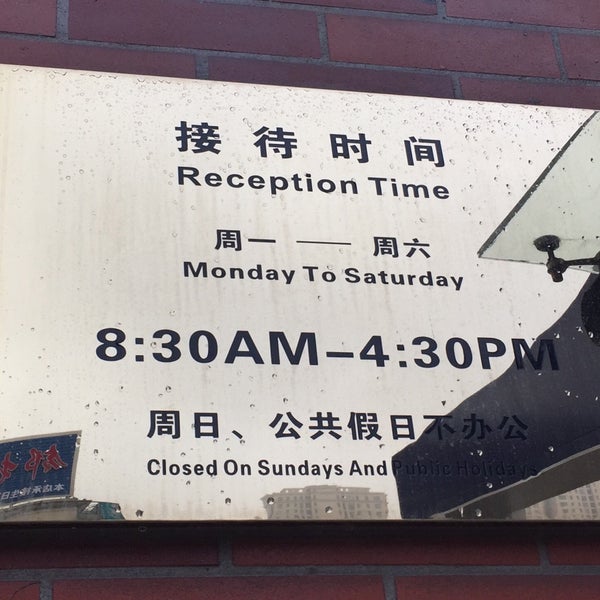 接待时间
Reception Time
周一 —— 周六
Monday To Saturday
8:30AM-4:30PM
周日、公共假日不办公
Closed On Sundays And Public Holidays